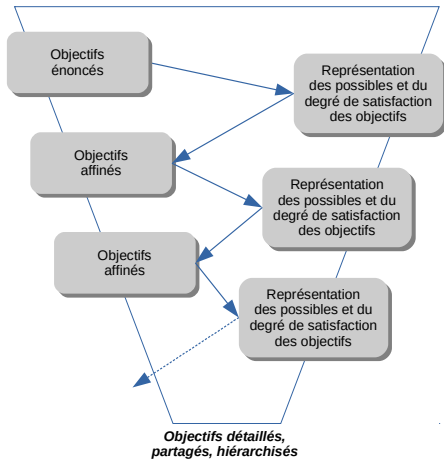 Objectifs
énoncés
Représentation
des possibles et du
degré de satisfaction
des objectifs
Objectifs
affinés
Représentation
des possibles et du
degré de satisfaction
des objectifs
Objectifs
affinés
Représentation
des possibles et du
degré de satisfaction
des objectifs
Objectifs détaillés,
partagés, hiérarchisés